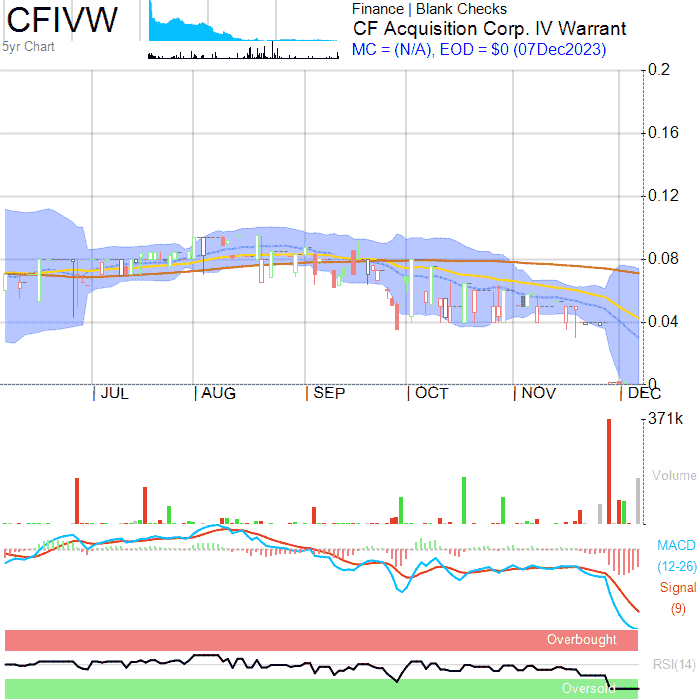 CFIVW
5yr Chart
Finance | Blank Checks
CF Acquisition Corp. IV Warrant
MC = (N/A), EOD = $0 (07Dec2023)
0.2
0.16
0.12
0.08
0.04
0
JUL AUG SEP OCT NOV DEC
371k
Volume
MACD
(12-26)
Signal
(9)
Overbought
RSI(14)
Oversold